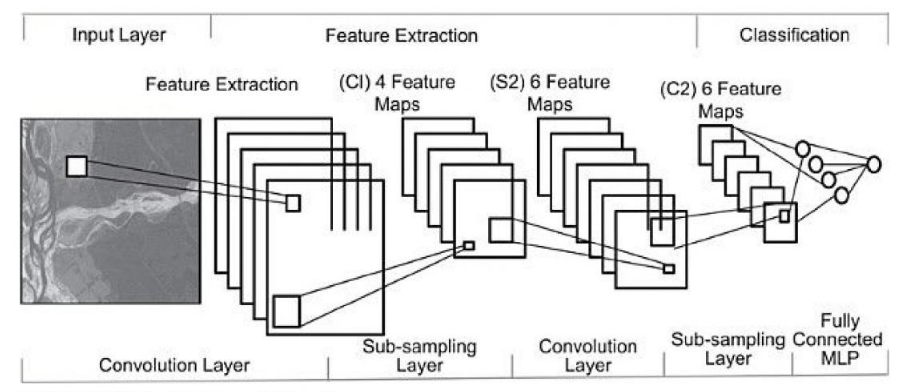 Input Layer
Feature Extraction
Classification
Feature Extraction
(CI) 4 Feature
Maps
(S2) 6 Feature
Maps
(C2) 6 Feature
Maps
Convolution Layer
Sub-sampling
Layer
Convolution
Layer
Sub-sampling
Layer
Fully
Connected
MLP